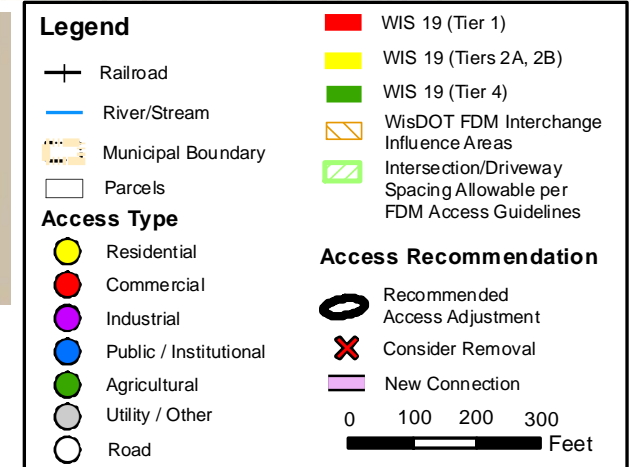 Legend
Railroad
River/Stream
Municipal Boundary
Parcels
Access Type
Residential
Commercial
Industrial
Public / Institutional
Agricultural
Utility / Other
Road
WIS 19 (Tier 1)
WIS 19 (Tiers 2A, 2B)
WIS 19 (Tier 4)
WisDOT FDM Interchange
Influence Areas
Intersection/Driveway
Spacing Allowable per
FDM Access Guidelines
Access Recommendation
Recommended
Access Adjustment
Consider Removal
New Connection
0 100 200 300
Feet